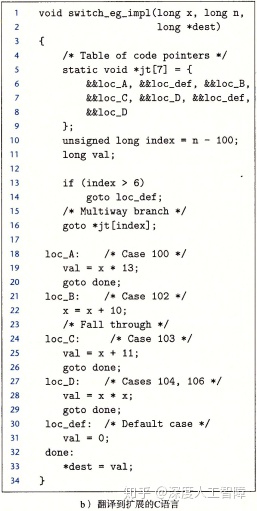 1 void switch_eg_impl(long x, long n,
2 long *dest)
3 {
4 /* Table of code pointers */
5 static void *jt[7] = {
6 &&loc_A, &&loc_def, &&loc_B,
7 &&loc_C, &&loc_D, &&loc_def,
8 &&loc_D
9 };
10 unsigned long index = n - 100;
11 long val;
12
13 if (index > 6)
14 goto loc_def;
15 /* Multiway branch */
16 goto *jt[index];
17
18 loc_A: /* Case 100 */
19 val = x * 13;
20 goto done;
21 loc_B: /* Case 102 */
22 x = x + 10;
23 /* Fall through */
24 loc_C: /* Case 103 */
25 val = x + 11;
26 goto done;
27 loc_D: /* Cases 104, 106 */
28 val = x * x;
29 goto done;
30 loc_def: /* Default case */
31 val = 0;
32 done:
33 *dest = val;
34 }
知乎 @深度人工智障
b) 翻译到扩展的C语言